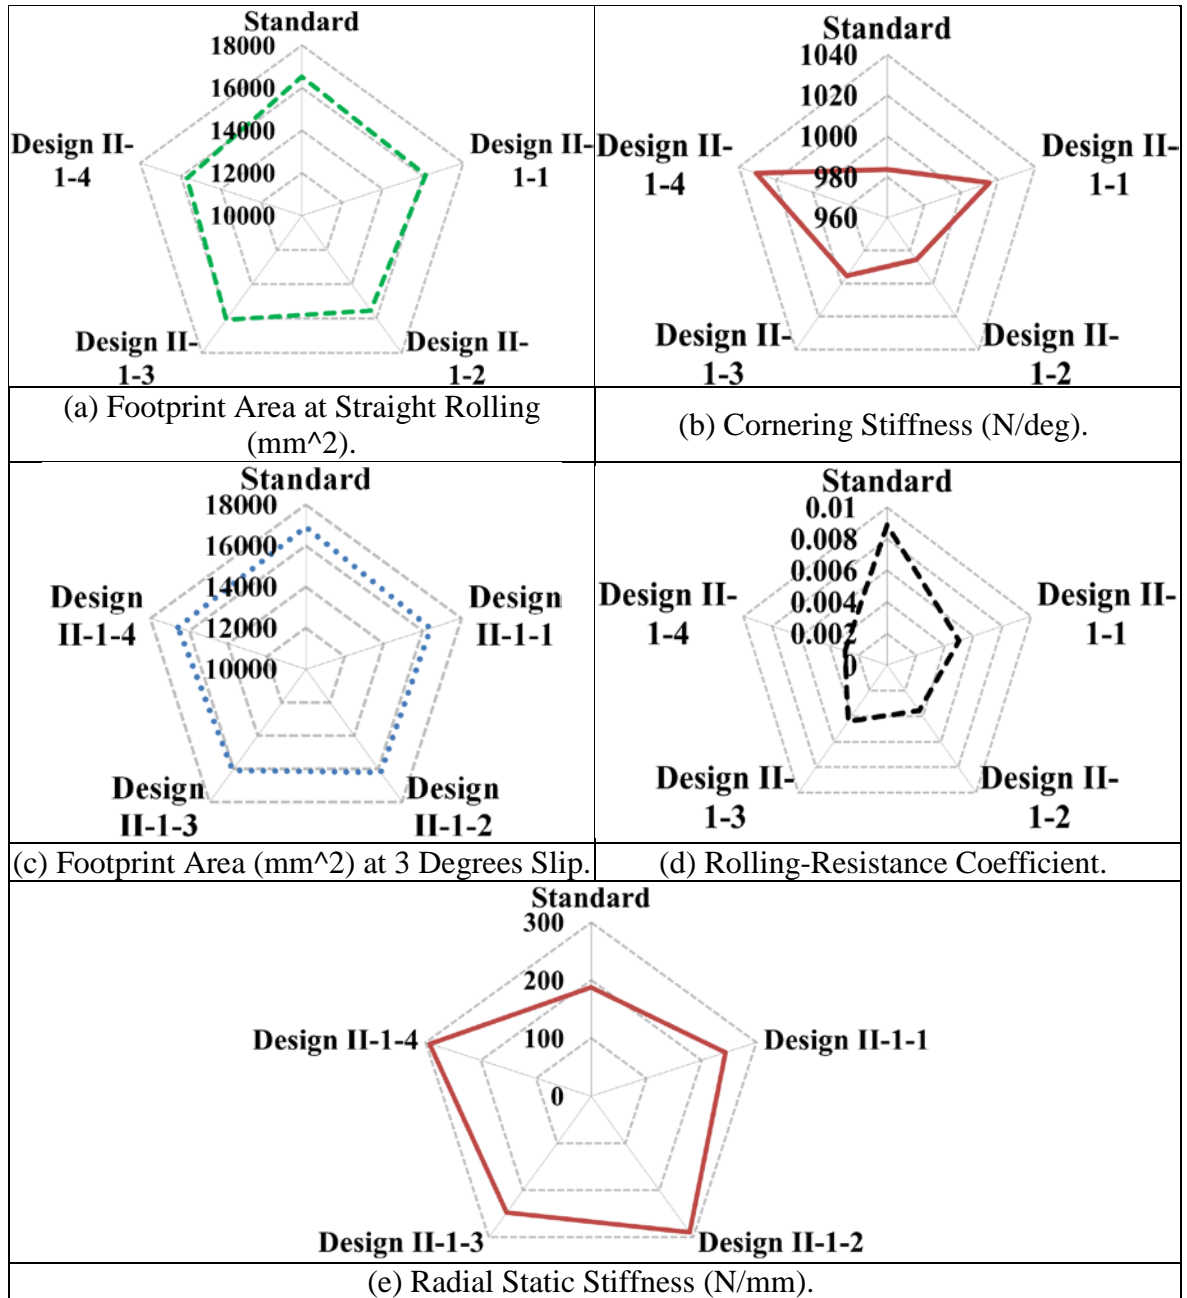 Standard
18000
16000
14000
12000
10000
Design II-
1-4
Design II-
1-1
Design II-
1-3
Design II-
1-2
(a) Footprint Area at Straight Rolling
(mm^2).
Standard
1040
1020
1000
980
960
Design II-
1-4
Design II-
1-1
Design II-
1-3
Design II-
1-2
(b) Cornering Stiffness (N/deg).
Standard
18000
16000
14000
12000
10000
Design
II-1-4
Design
II-1-1
Design
II-1-3
Design
II-1-2
(c) Footprint Area (mm^2) at 3 Degrees Slip.
Standard
0.01
0.008
0.006
0.004
0.002
0
Design II-
1-4
Design II-
1-1
Design II-
1-3
Design II-
1-2
(d) Rolling-Resistance Coefficient.
Standard
300
200
100
0
Design II-1-4
Design II-1-1
Design II-1-3
Design II-1-2
(e) Radial Static Stiffness (N/mm).